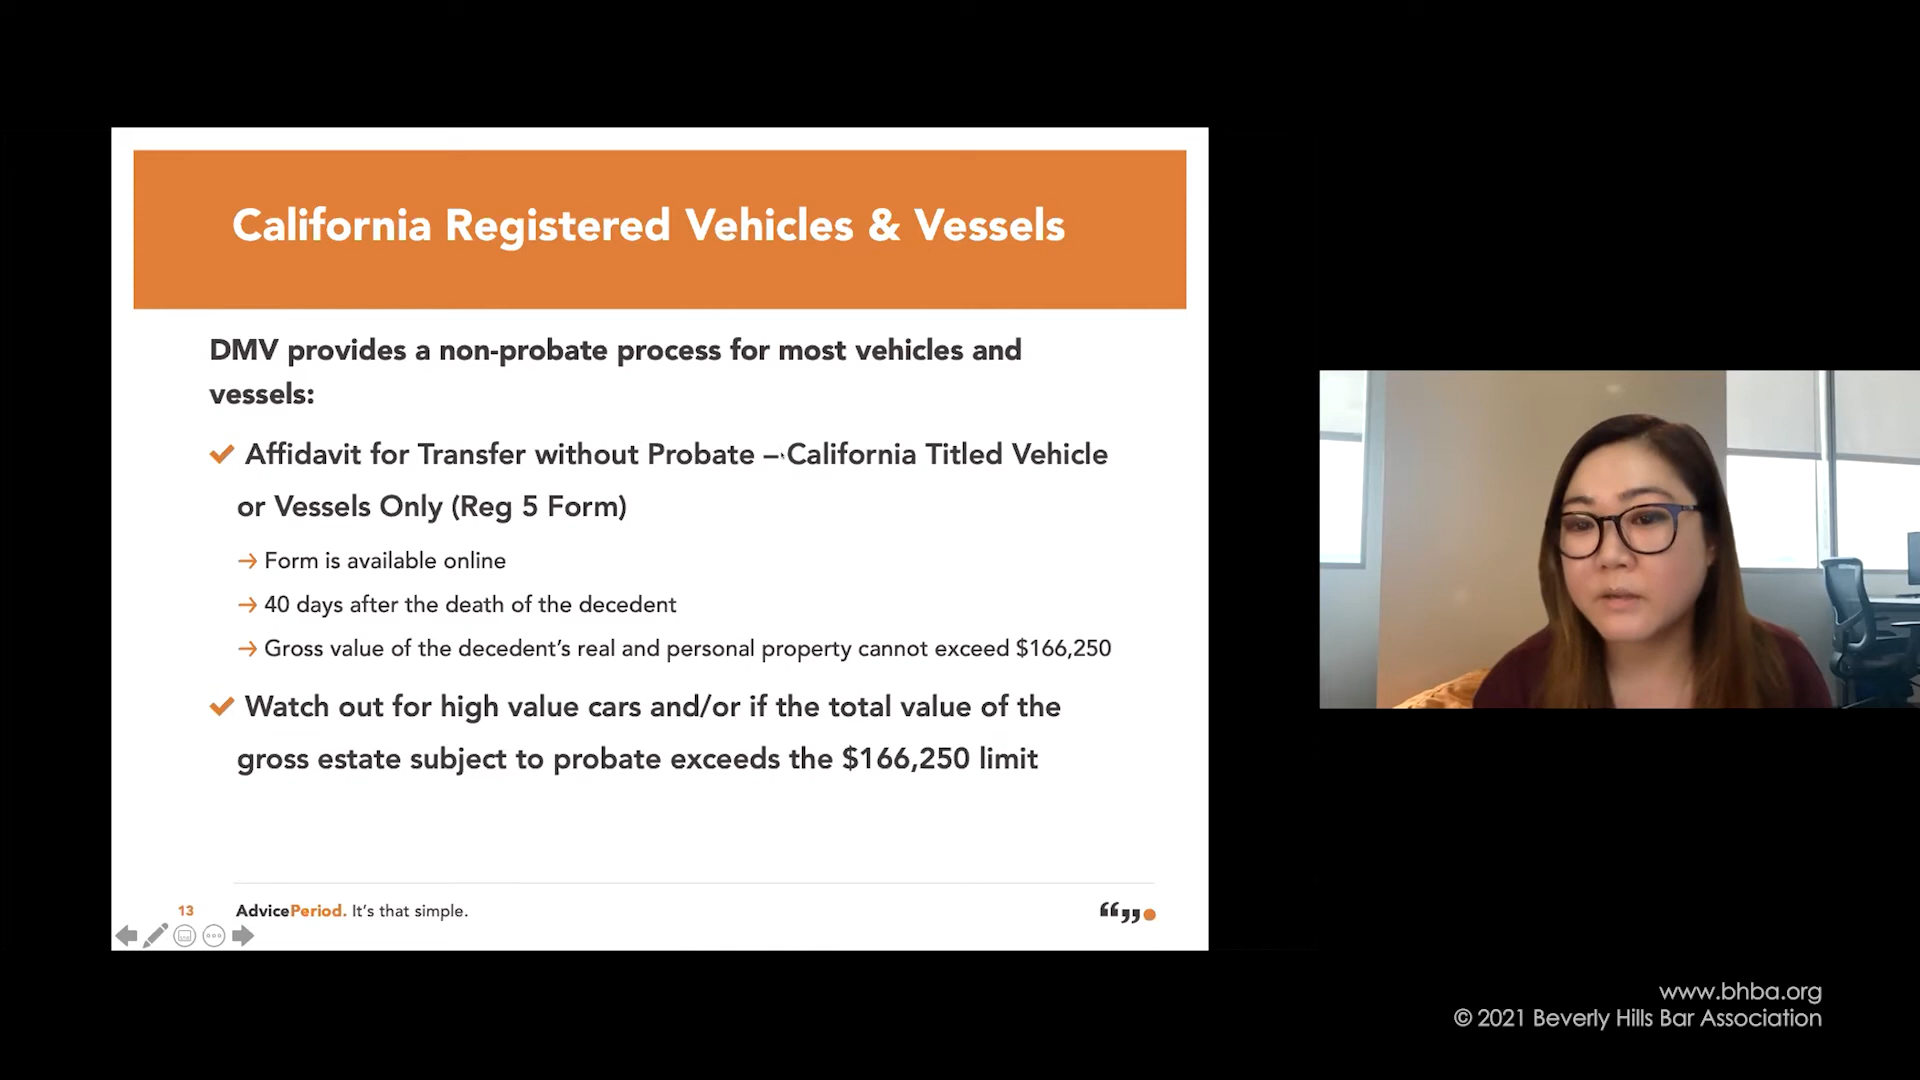 California Registered Vehicles & Vessels
DMV provides a non-probate process for most vehicles and
vessels:
Affidavit for Transfer without Probate – California Titled Vehicle
or Vessels Only (Reg 5 Form)
→ Form is available online
→ 40 days after the death of the decedent
→ Gross value of the decedent’s real and personal property cannot exceed $166,250
Watch out for high value cars and/or if the total value of the
gross estate subject to probate exceeds the $166,250 limit
13 AdvicePeriod. It’s that simple.
www.bhba.org
© 2021 Beverly Hills Bar Association